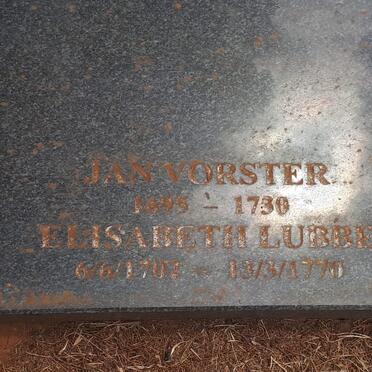 JAN VORSTER
1695 - 1730
ELISABETH LUBBE
6/6/1707 - 13/3/1770